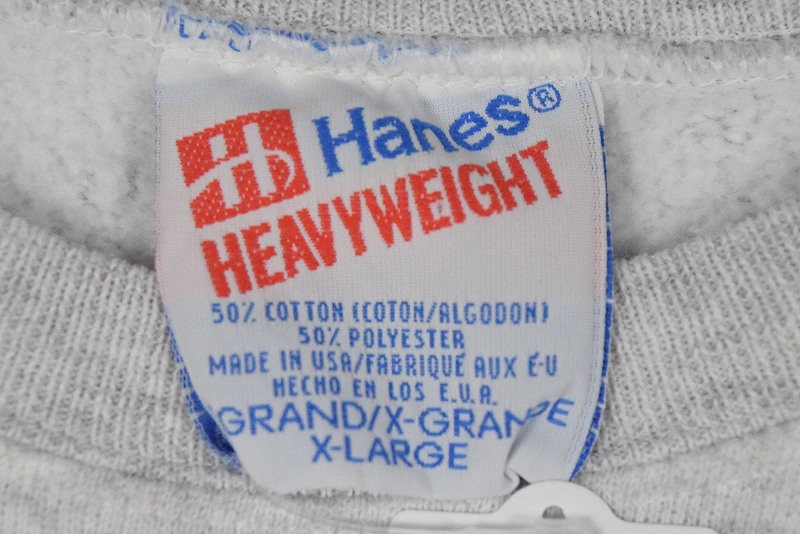 Hanes®
HEAVYWEIGHT
50% COTTON (COTON/ALGODON)
50% POLYESTER
MADE IN USA/FABRIQUÉ AUX É-U
HECHO EN LOS E.U.A.
GRAND/X-GRANDE
X-LARGE